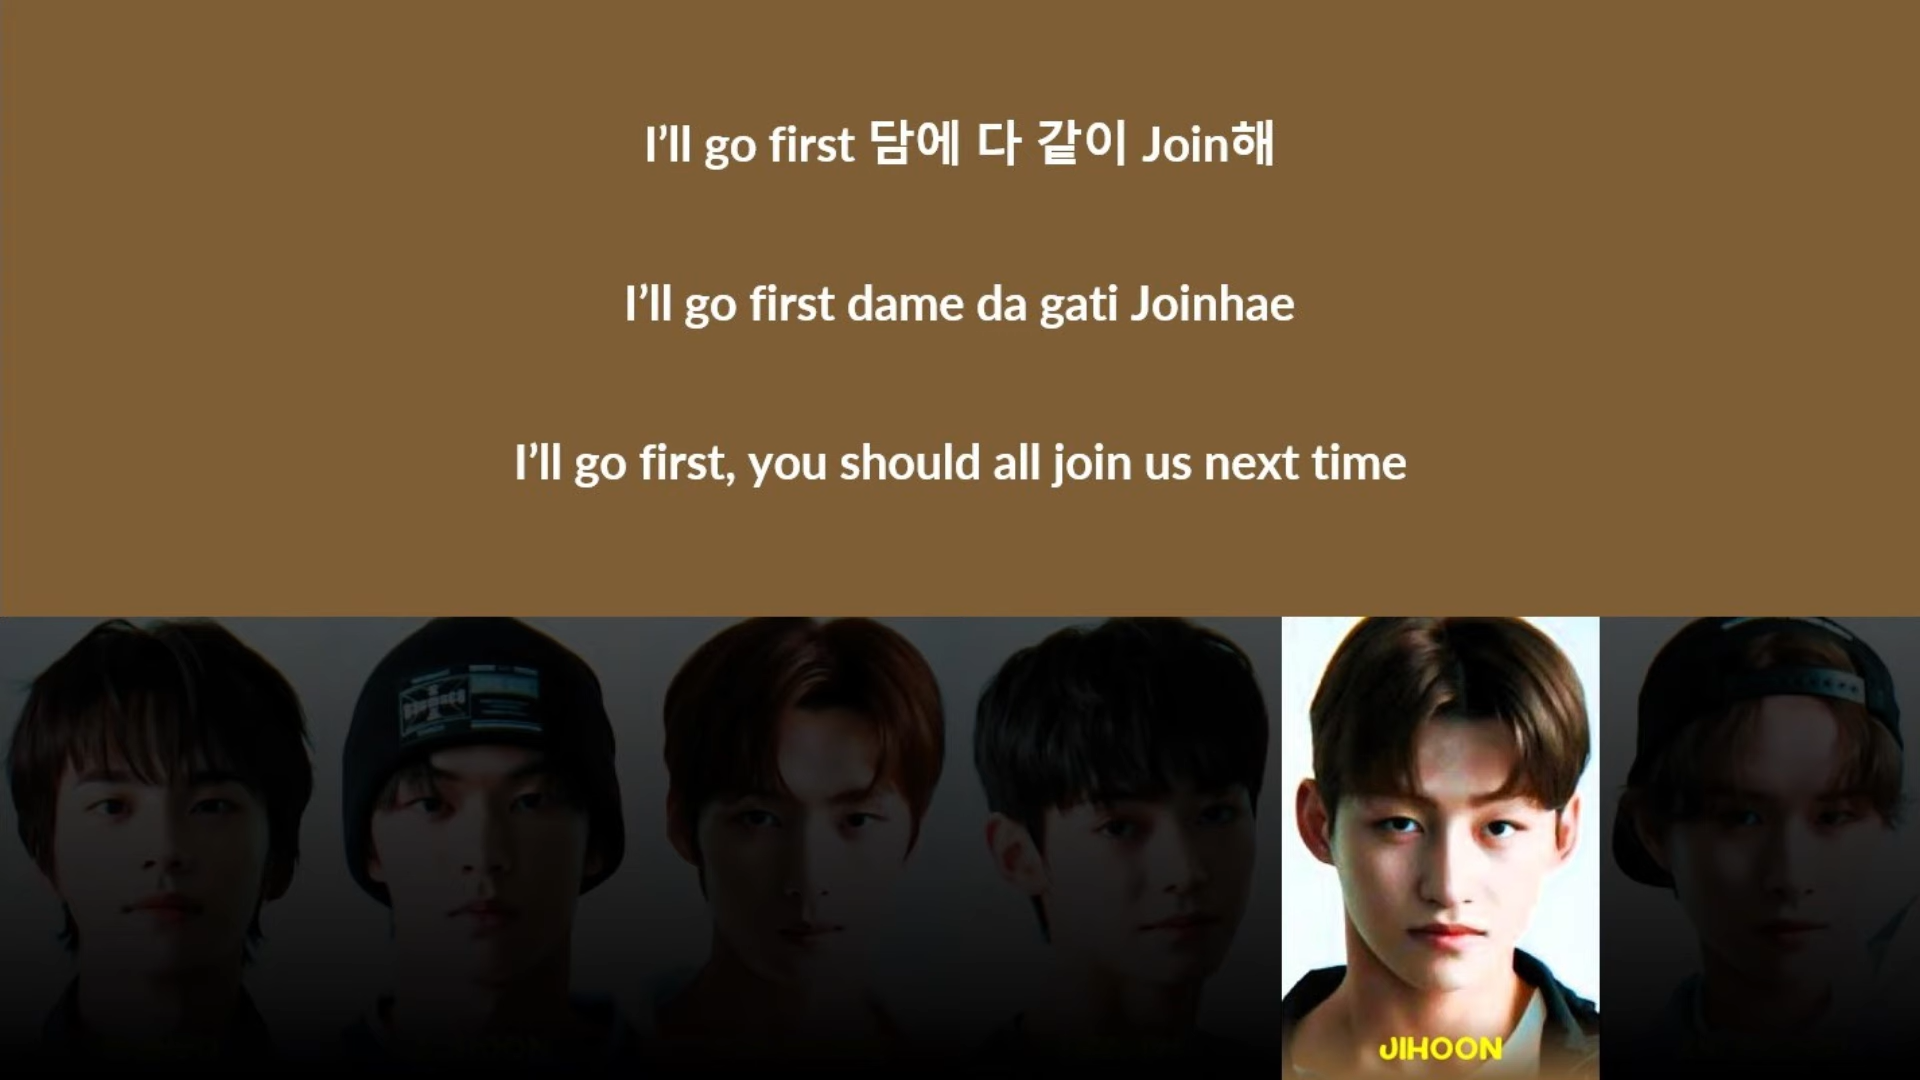 I’ll go first 담에 다 같이 Join해
I’ll go first dame da gati Joinhae
I’ll go first, you should all join us next time
JIHOON